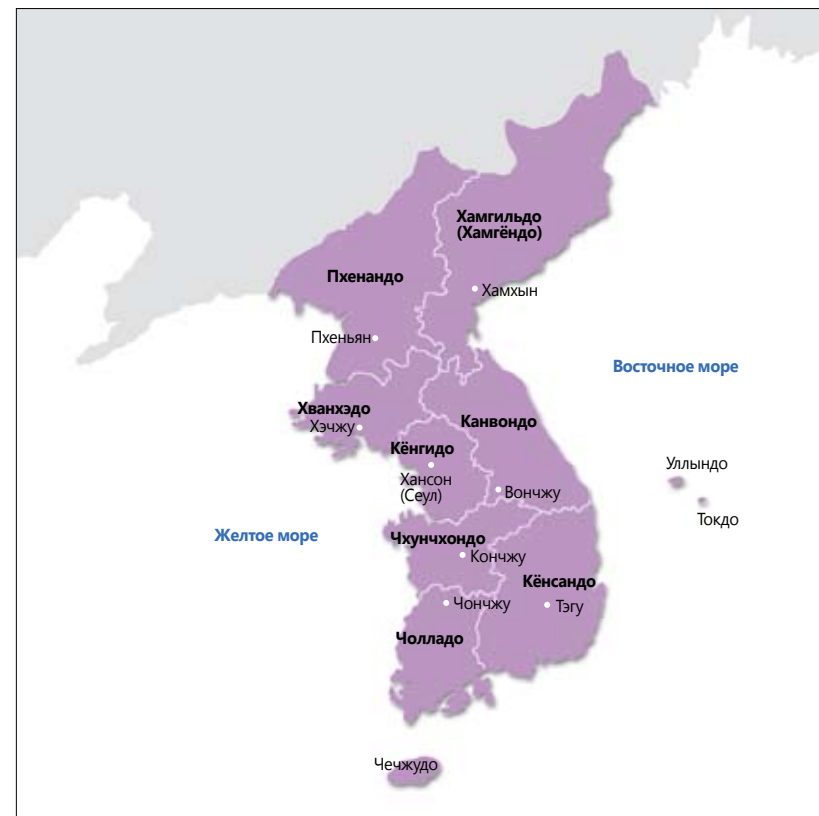 Хамгильдо
(Хамгёндо)
Пхенандо
Хамхын
Пхеньян
Восточное море
Хванхэдо
Хэчжу
Канвондо
Кёнгидо
Хансон
(Сеул)
Вончжу
Уллындо
Токдо
Желтое море
Чхунчхондо
Кончжу
Кёнсандо
Чончжу
Тэгу
Чолладо
Чечжудо